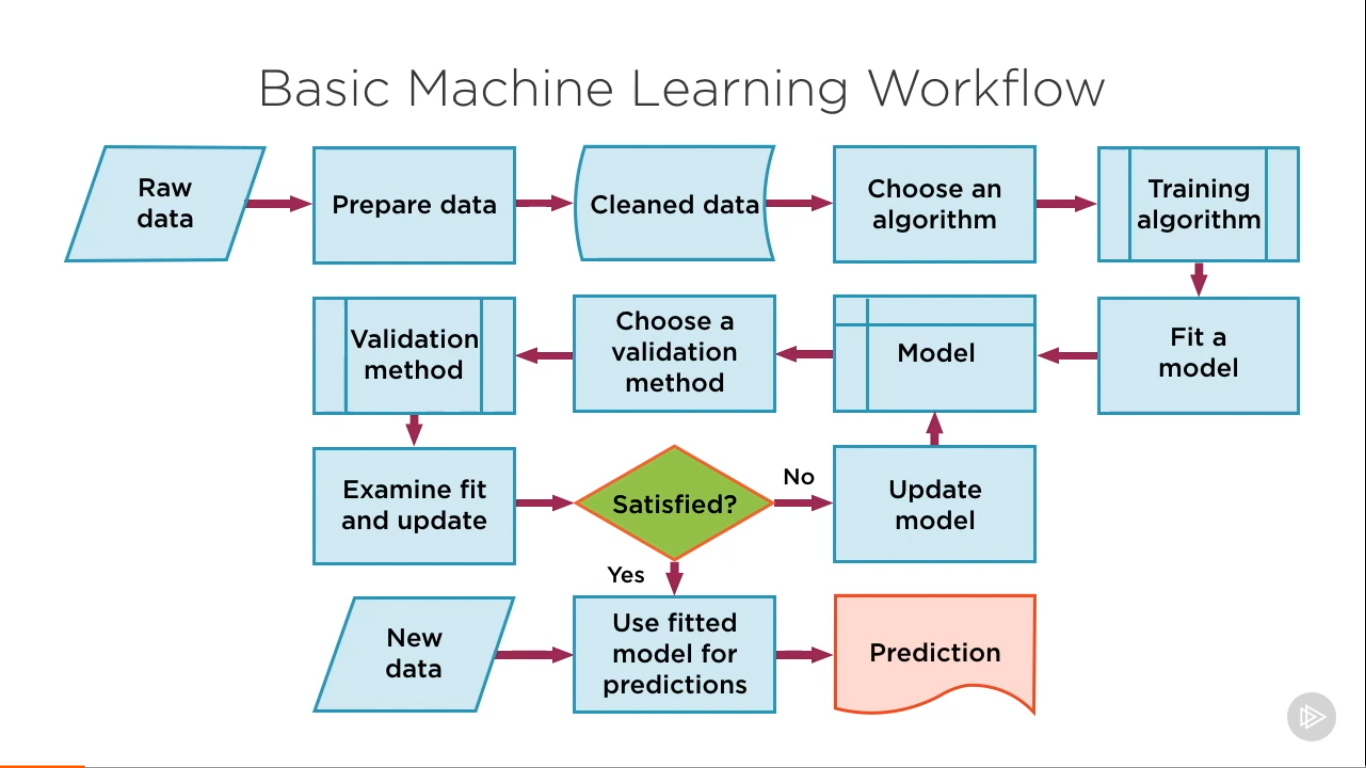 Basic Machine Learning Workflow
Raw
data
Prepare data
Cleaned data
Choose an
algorithm
Training
algorithm
Validation
method
Choose a
validation
method
Model
Fit a
model
Examine fit
and update
Satisfied?
No
Update
model
Yes
New
data
Use fitted
model for
predictions
Prediction